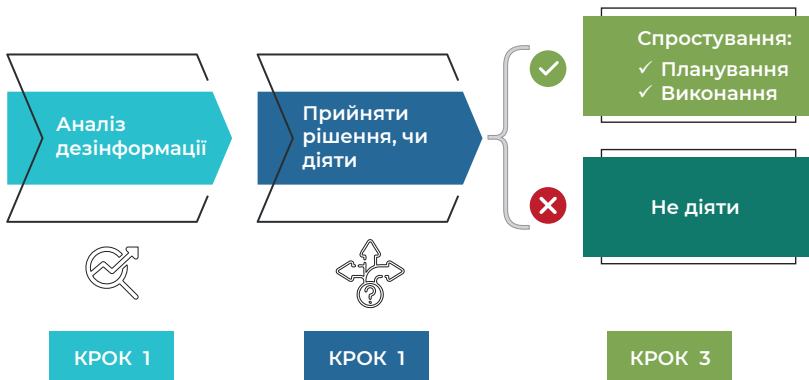 Аналіз
дезінформації
Прийняти
рішення, чи
діяти
Спростування:
✓ Планування
✓ Виконання
Не діяти
?
КРОК 1
КРОК 1
КРОК 3